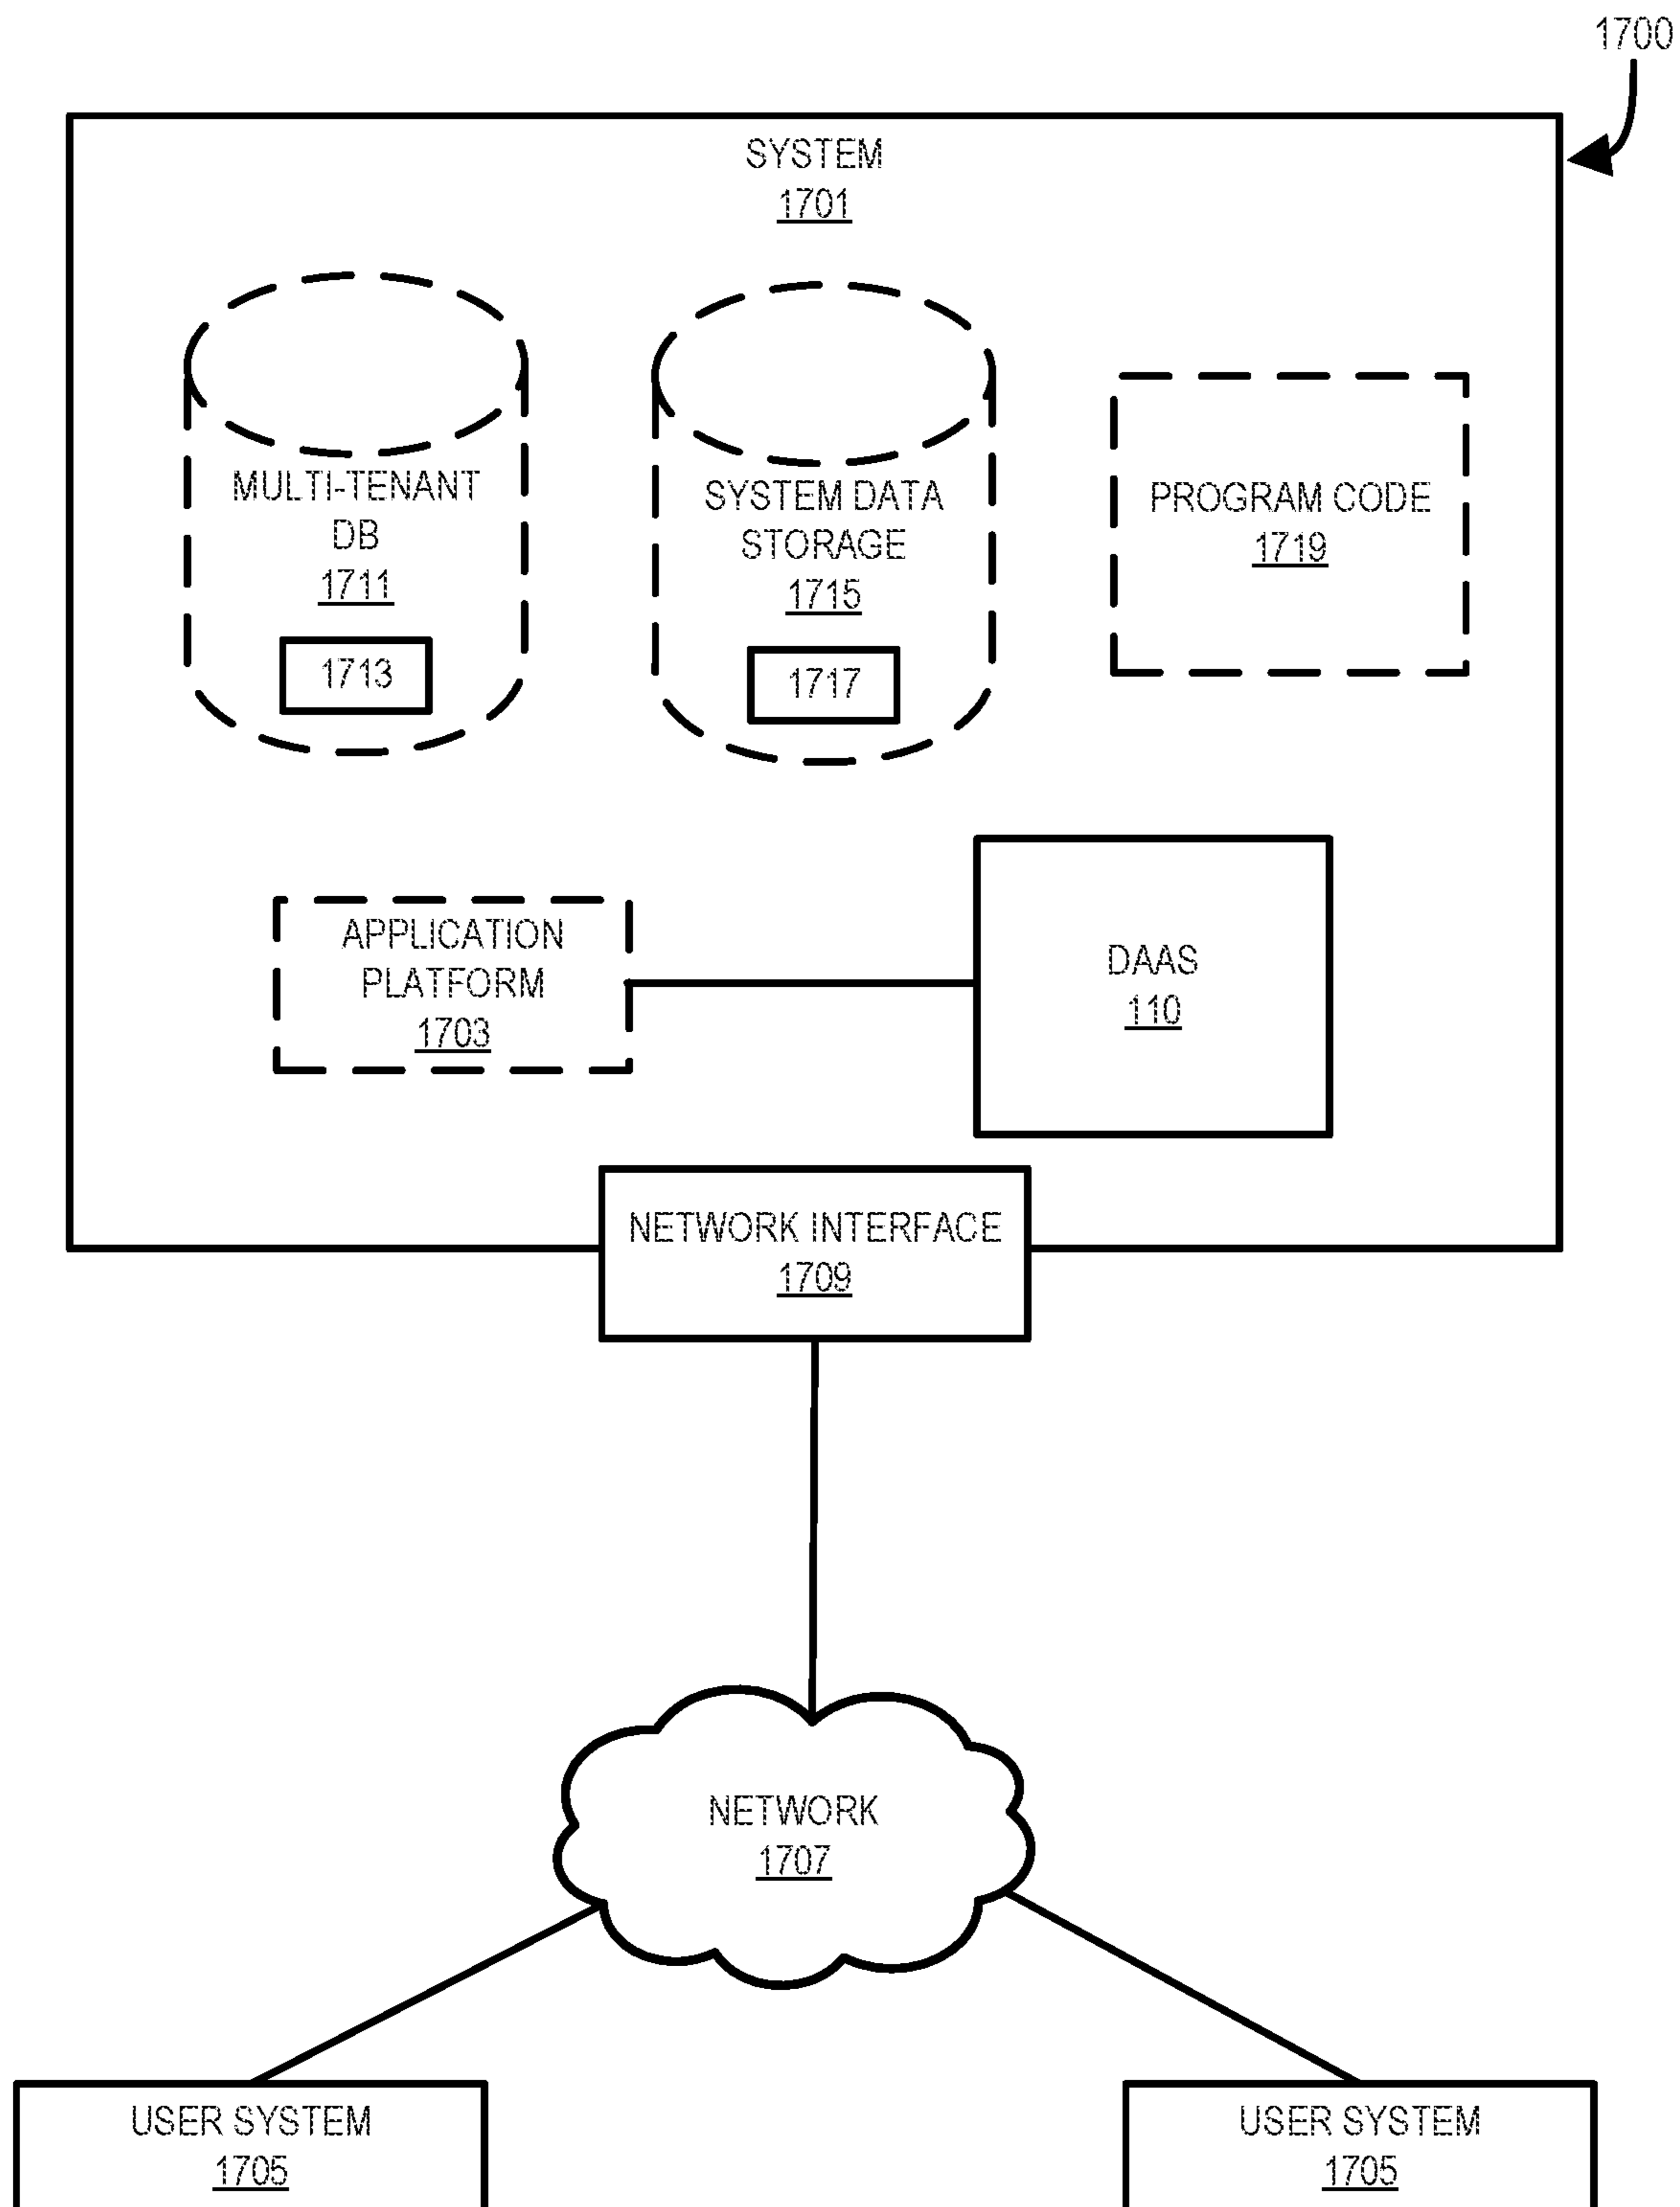 1700
SYSTEM
1701
MULTI-TENANT
DB
1711
1713
SYSTEM DATA
STORAGE
1715
1717
PROGRAM CODE
1719
APPLICATION
PLATFORM
1703
DAAS
110
NETWORK INTERFACE
1709
NETWORK
1707
USER SYSTEM
1705
USER SYSTEM
1705